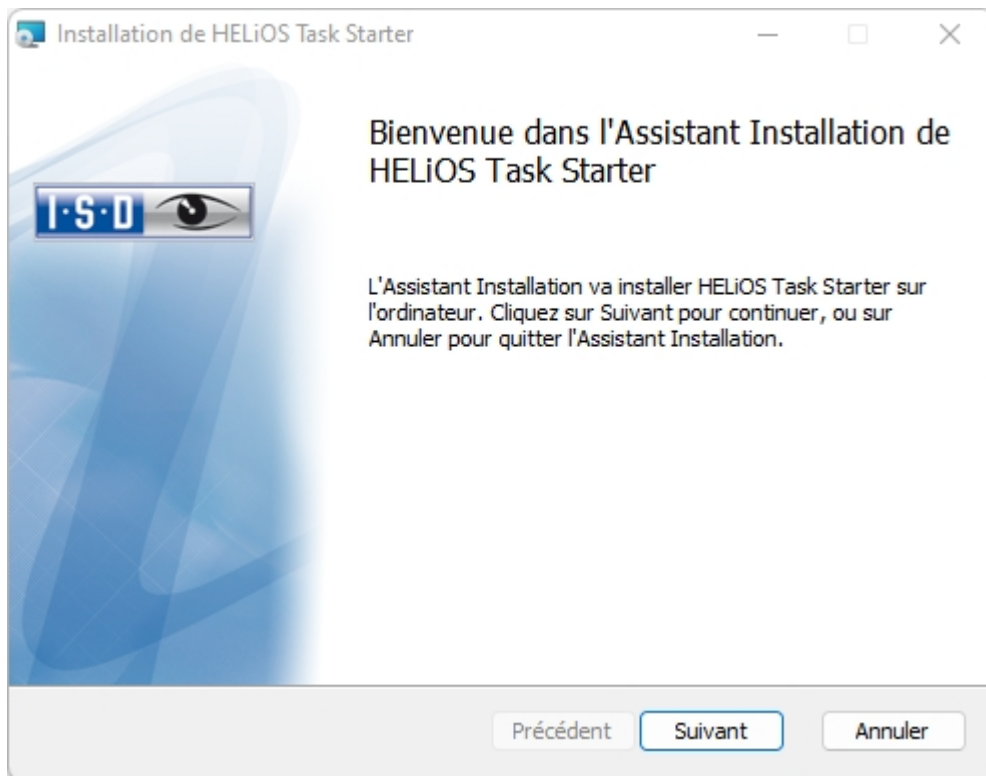 Installation de HELiOS Task Starter
Bienvenue dans l'Assistant Installation de
HELiOS Task Starter
I·S·D
L'Assistant Installation va installer HELiOS Task Starter sur
l'ordinateur. Cliquez sur Suivant pour continuer, ou sur
Annuler pour quitter l'Assistant Installation.
Précédent
Suivant
Annuler